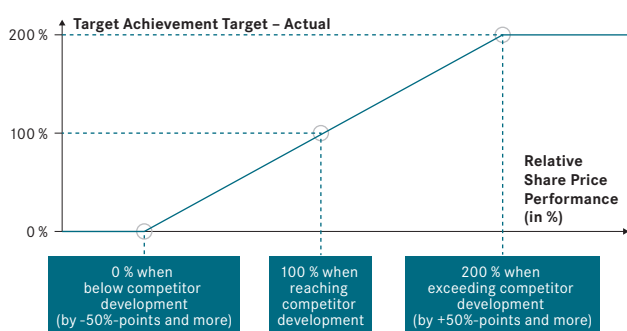 Target Achievement Target – Actual
200 %
100 %
0 %
Relative
Share Price
Performance
(in %)
0 % when
below competitor
development
(by -50%-points and more)
100 % when
reaching
competitor
development
200 % when
exceeding competitor
development
(by +50%-points and more)